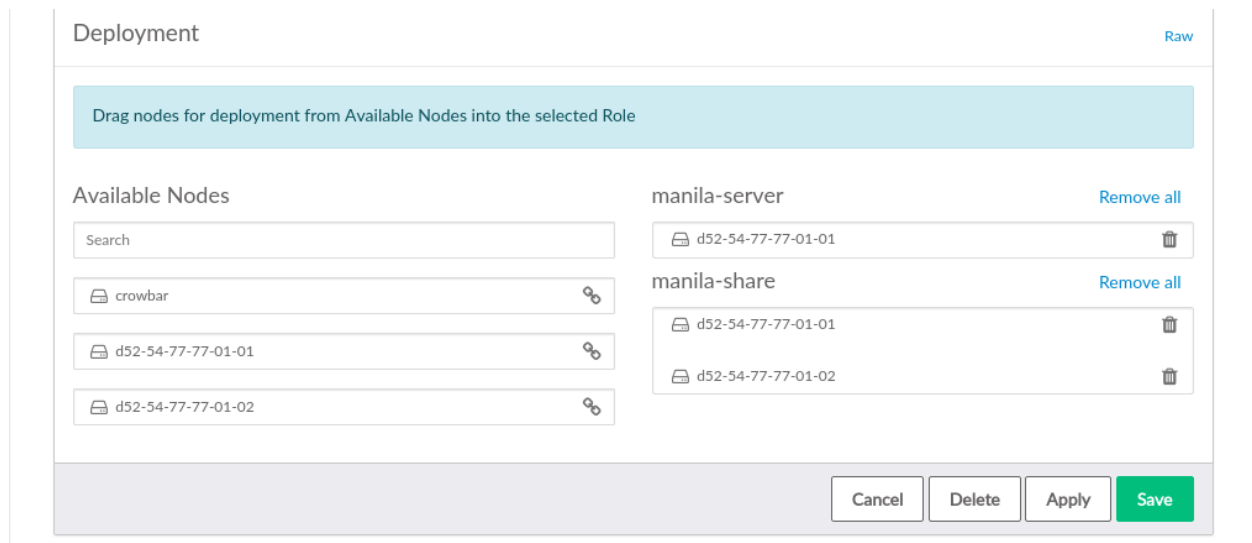 Deployment
Raw
Drag nodes for deployment from Available Nodes into the selected Role
Available Nodes
Search
crowbar
d52-54-77-77-01-01
d52-54-77-77-01-02
manila-server
Remove all
d52-54-77-77-01-01
manila-share
Remove all
d52-54-77-77-01-01
d52-54-77-77-01-02
Cancel
Delete
Apply
Save